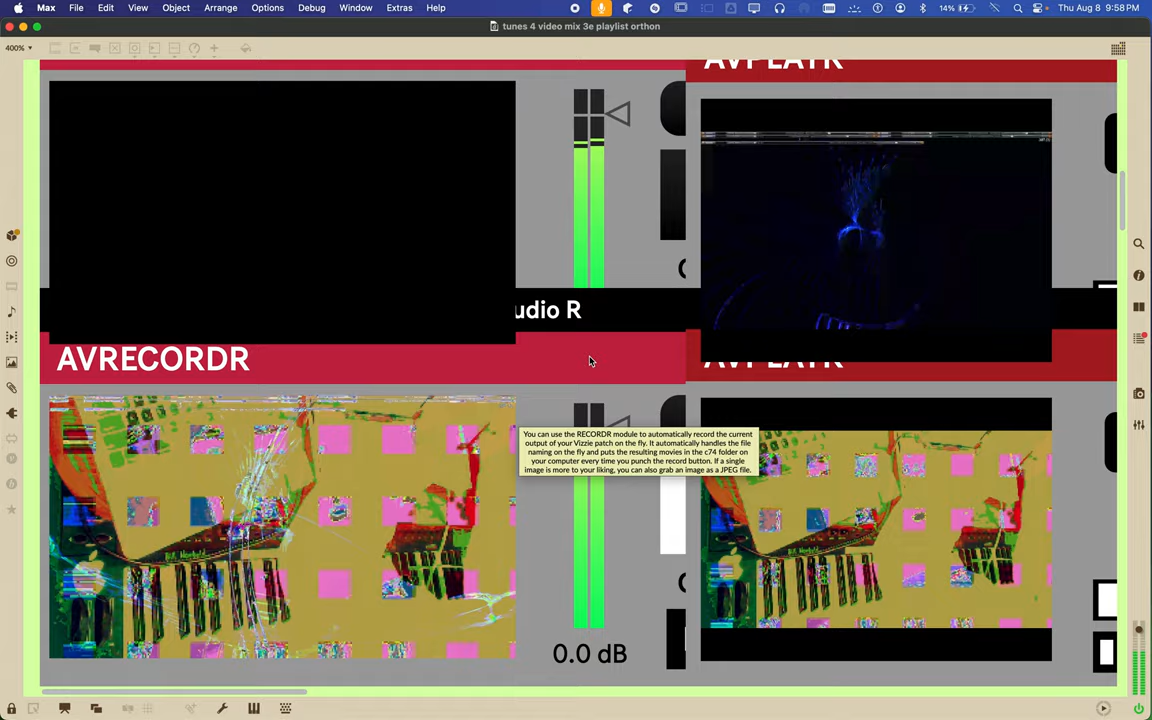 Max File Edit View Object Arrange Options Debug Window Extras Help 14% Thu Aug 8 9:58 PM
tunes 4 video mix 3e playlist orthon
400%
AVPLAYR
udio R
AVRECORDR
AVPLAYR
You can use the RECORDR module to automatically record the current
output of your Vizzie patch on the fly. It automatically handles the file
naming on the fly and puts the resulting movies in the c74 folder on
your computer every time you punch the record button. If a single
image is more to your liking, you can also grab an image as a JPEG file.
0.0 dB